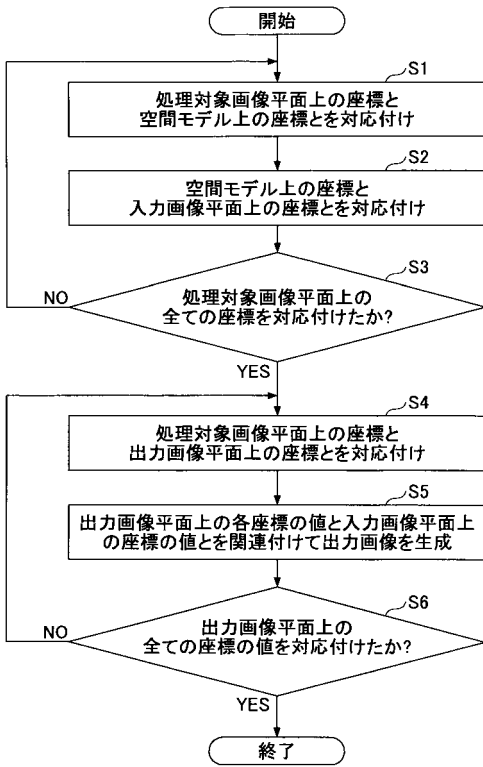 開始
S1
処理対象画像平面上の座標と
空間モデル上の座標とを対応付け
S2
空間モデル上の座標と
入力画像平面上の座標とを対応付け
S3
処理対象画像平面上の
全ての座標を対応付けたか?
NO
YES
S4
処理対象画像平面上の座標と
出力画像平面上の座標とを対応付け
S5
出力画像平面上の各座標の値と入力画像平面上
の座標の値とを関連付けて出力画像を生成
S6
出力画像平面上の
全ての座標の値を対応付けたか?
NO
YES
終了